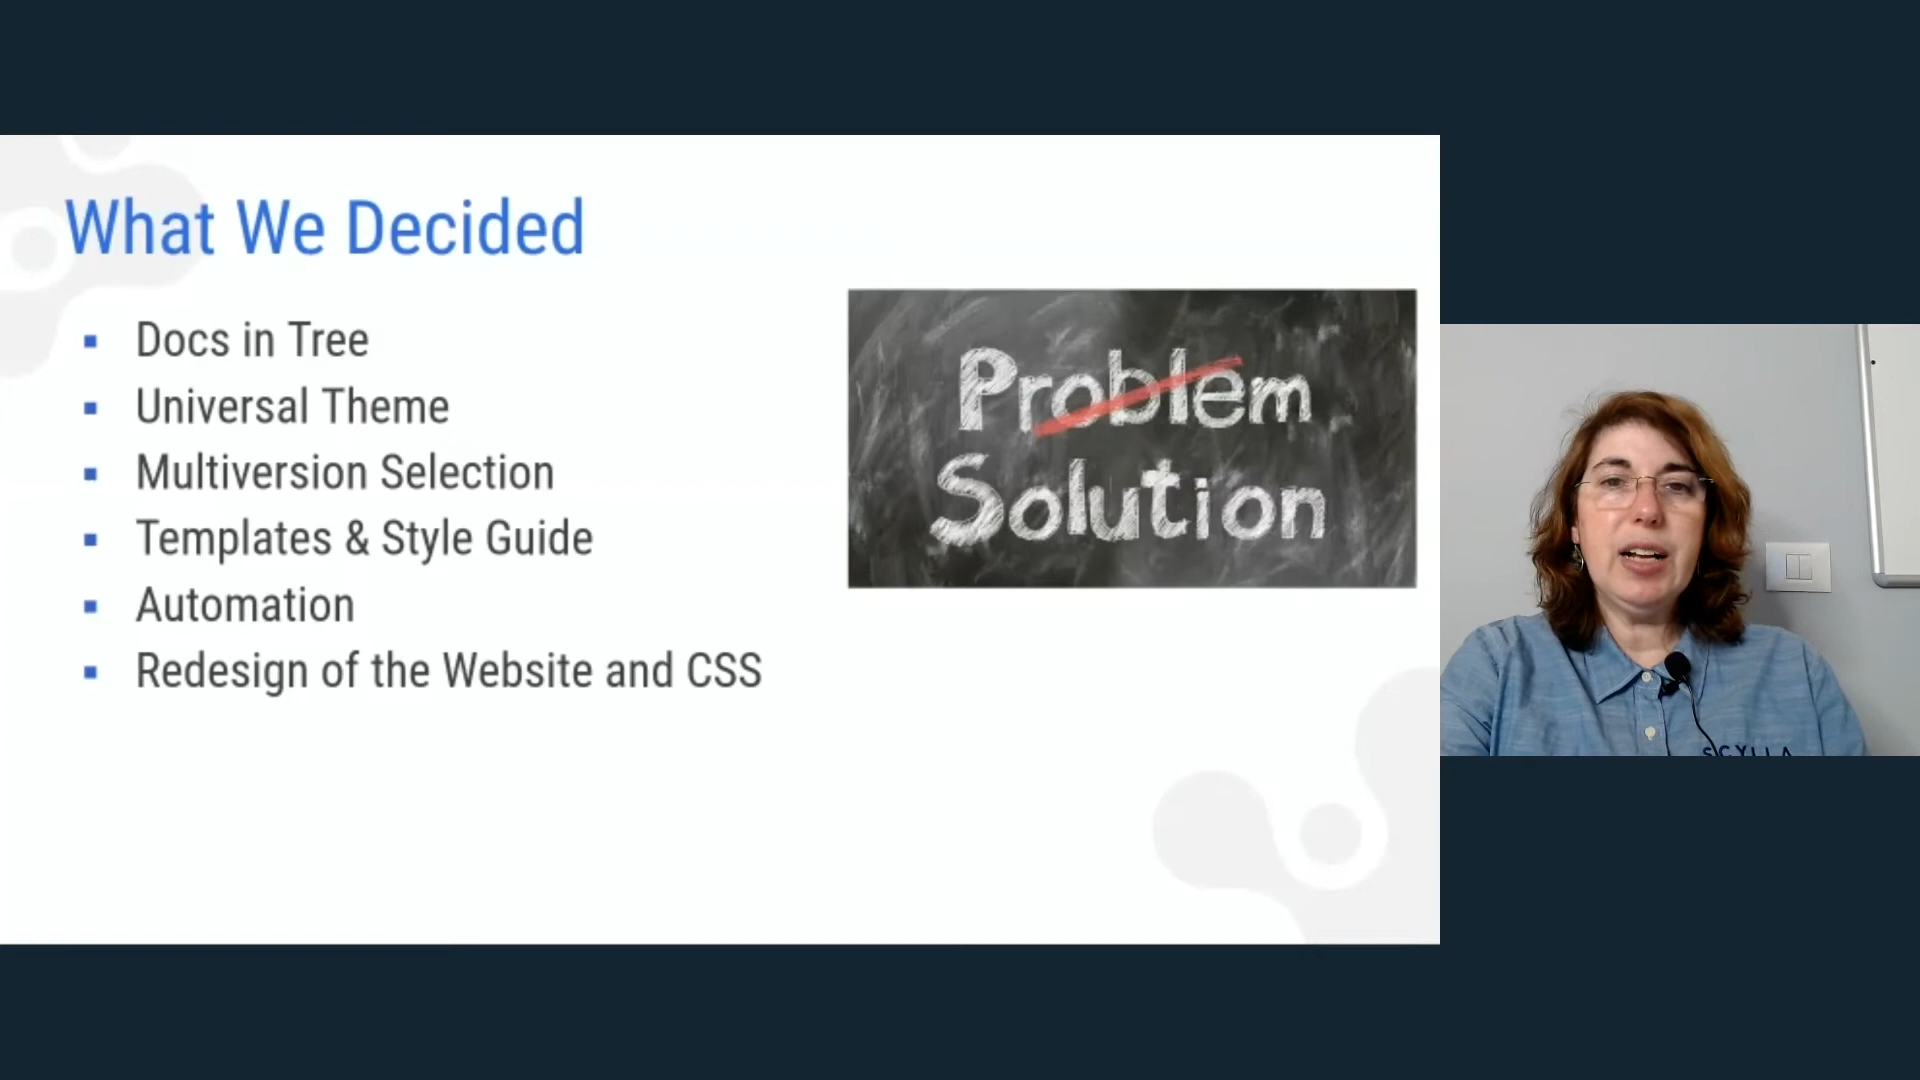 What We Decided
Docs in Tree
Universal Theme
Multiversion Selection
Templates & Style Guide
Automation
Redesign of the Website and CSS
Problem
Solution
SCYLLA